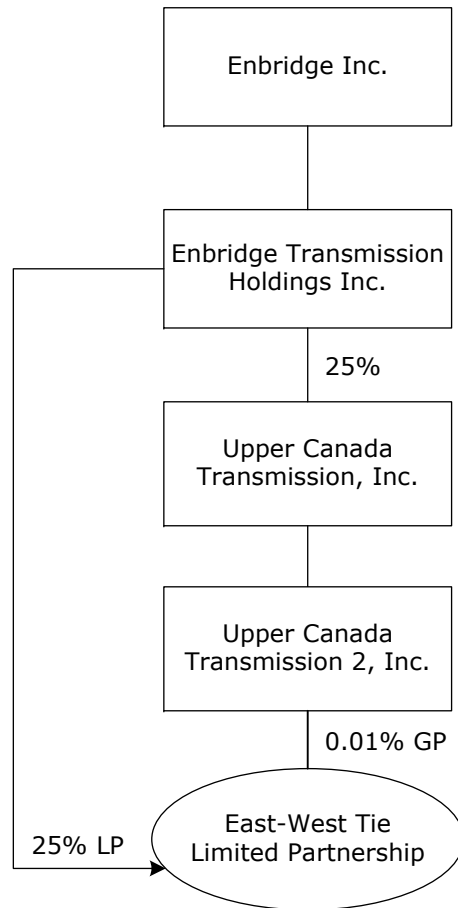 Enbridge Inc.
Enbridge Transmission
Holdings Inc.
25%
Upper Canada
Transmission, Inc.
Upper Canada
Transmission 2, Inc.
0.01% GP
East-West Tie
Limited Partnership
25% LP